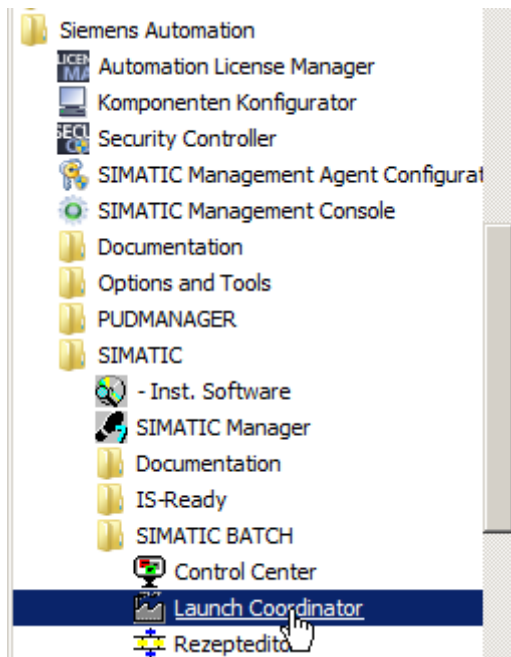 Siemens Automation
Automation License Manager
Komponenten Konfigurator
Security Controller
SIMATIC Management Agent Configurat
SIMATIC Management Console
Documentation
Options and Tools
PUDMANAGER
SIMATIC
- Inst. Software
SIMATIC Manager
Documentation
IS-Ready
SIMATIC BATCH
Control Center
Launch Coordinator
Rezepteditor